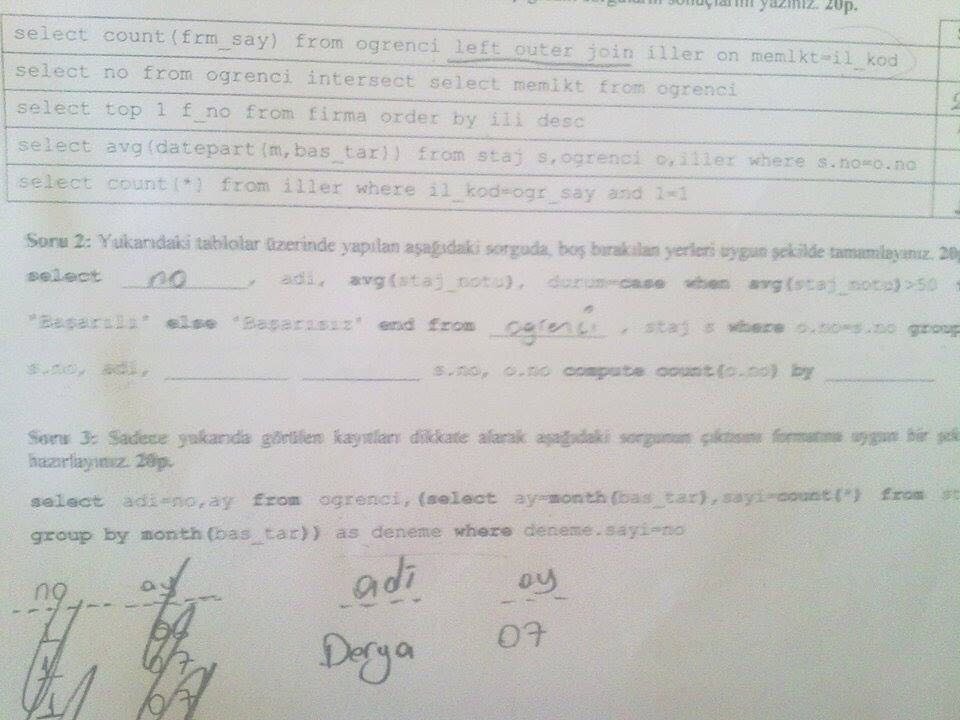 sorguların sonuçlarını yazınız. 20p.
select count(frm_say) from ogrenci left outer join iller on memlkt=il_kod
select no from ogrenci intersect select memlkt from ogrenci
select top 1 f_no from firma order by ili desc
select avg(datepart(m,bas_tar)) from staj s,ogrenci o,iller where s.no=o.no
select count(*) from iller where il_kod=ogr_say and 1=1
Soru 2: Yukarıdaki tablolar üzerinde yapılan aşağıdaki sorguda, boş bırakılan yerleri uygun şekilde tamamlayınız. 20p
select no, adi, avg(staj_notu), durum=case when avg(staj_notu)>50
"Başarılı" else "Başarısız" end from ogrenci, staj s where o.no=s.no group
s.no, adi, __________ __________ s.no, o.no compute count(o.no) by __________
Soru 3: Sadece yukarıda görülen kayıtları dikkate alarak aşağıdaki sorgunun çıktısını formatına uygun bir şek
hazırlayınız. 20p.
select adi=no,ay from ogrenci,(select ay=month(bas_tar),sayi=count(*) from st
group by month(bas_tar)) as deneme where deneme.sayi=no
no ay adi ay
Derya 07
07
07